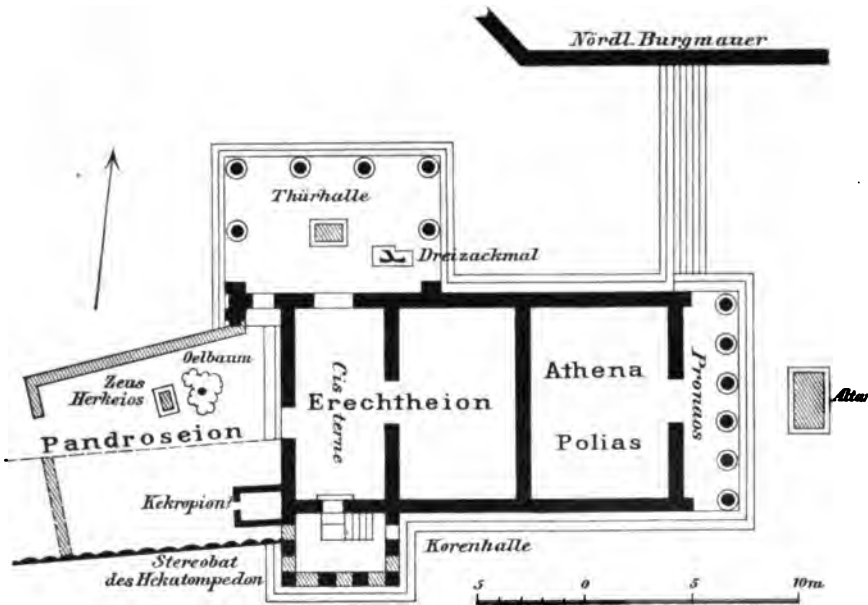 Nördl. Burgmauer
Thürhalle
Dreizackmal
Oelbaum
Zeus
Herkeios
Cisterne
Erechtheion
Athena
Polias
Pronaos
Altar
Pandroseion
Kekropion?
Korenhalle
Stereobat
des Hekatompedon
5 0 5 10m